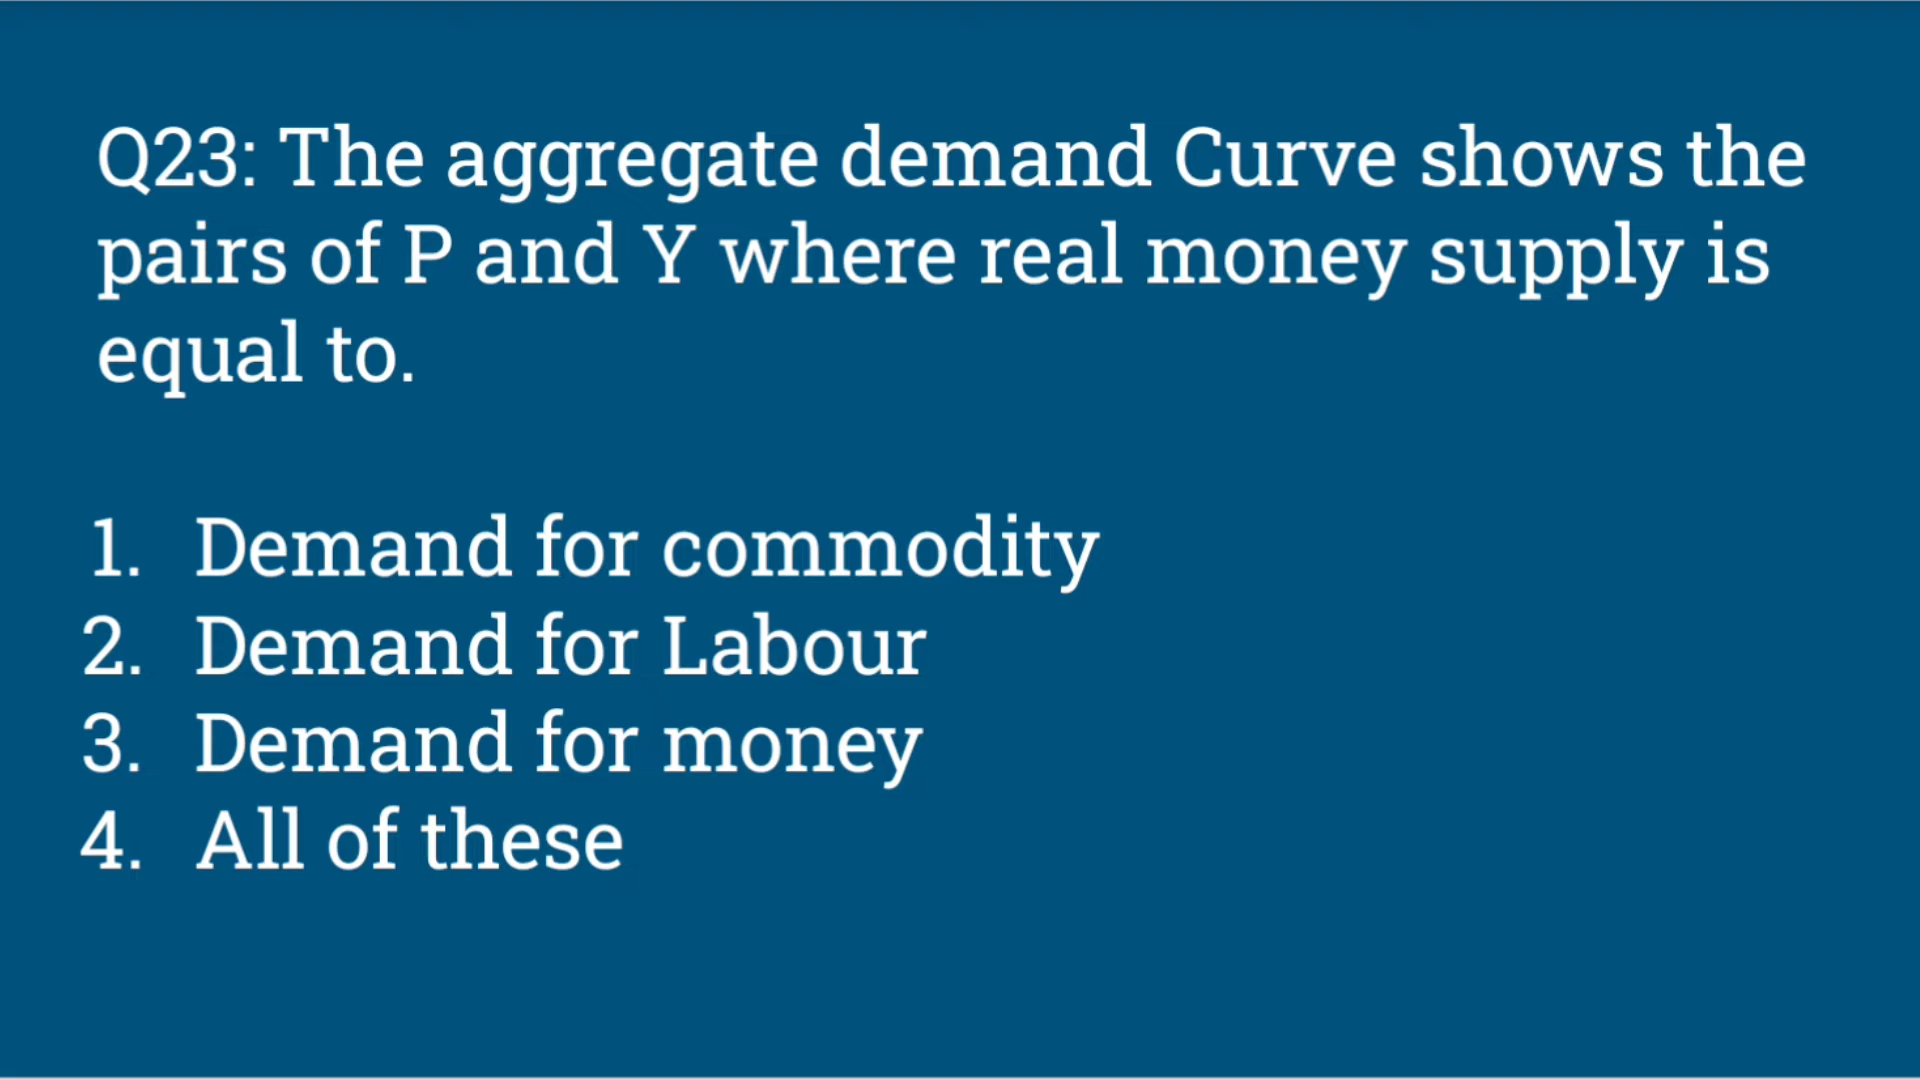 Q23: The aggregate demand Curve shows the
pairs of P and Y where real money supply is
equal to.
1. Demand for commodity
2. Demand for Labour
3. Demand for money
4. All of these